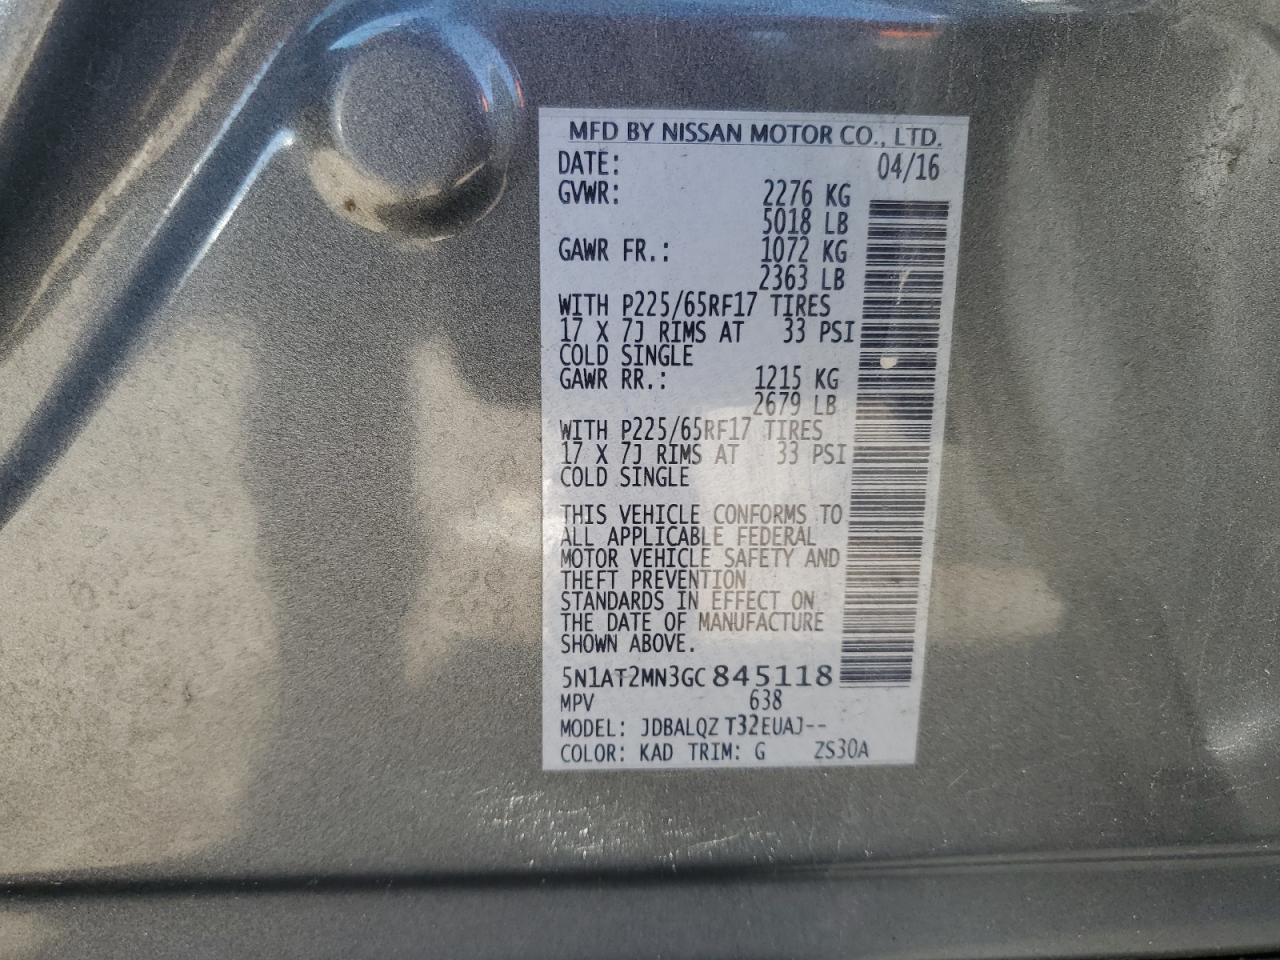 MFD BY NISSAN MOTOR CO., LTD.
DATE: 04/16
GVWR: 2276 KG
5018 LB
GAWR FR.: 1072 KG
2363 LB
WITH P225/65RF17 TIRES
17 X 7J RIMS AT 33 PSI
COLD SINGLE
GAWR RR.: 1215 KG
2679 LB
WITH P225/65RF17 TIRES
17 X 7J RIMS AT 33 PSI
COLD SINGLE
THIS VEHICLE CONFORMS TO
ALL APPLICABLE FEDERAL
MOTOR VEHICLE SAFETY AND
THEFT PREVENTION
STANDARDS IN EFFECT ON
THE DATE OF MANUFACTURE
SHOWN ABOVE.
5N1AT2MN3GC845118
MPV 638
MODEL: JDBALQZ T32EUAJ--
COLOR: KAD TRIM: G ZS30A